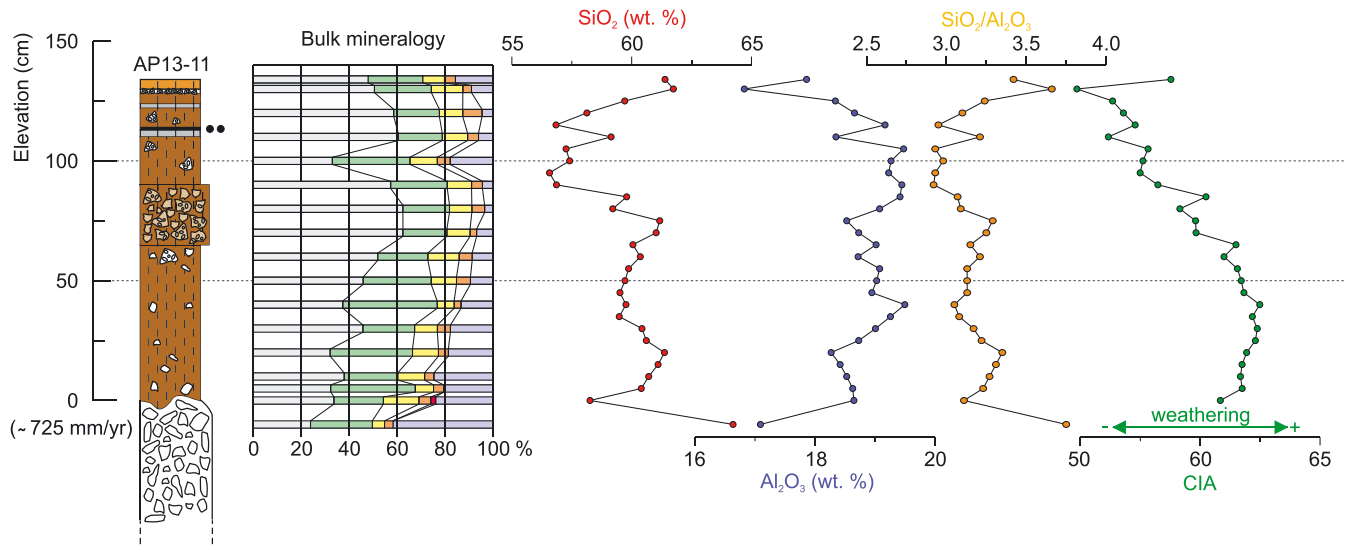 SiO₂ (wt. %)
SiO₂/Al₂O₃
55 60 65 2.5 3.0 3.5 4.0
Bulk mineralogy
AP13-11
Elevation (cm)
150
100
50
0
(~725 mm/yr)
0 20 40 60 80 100 %
16 18 20
Al₂O₃ (wt. %)
- weathering +
50 60 65
CIA